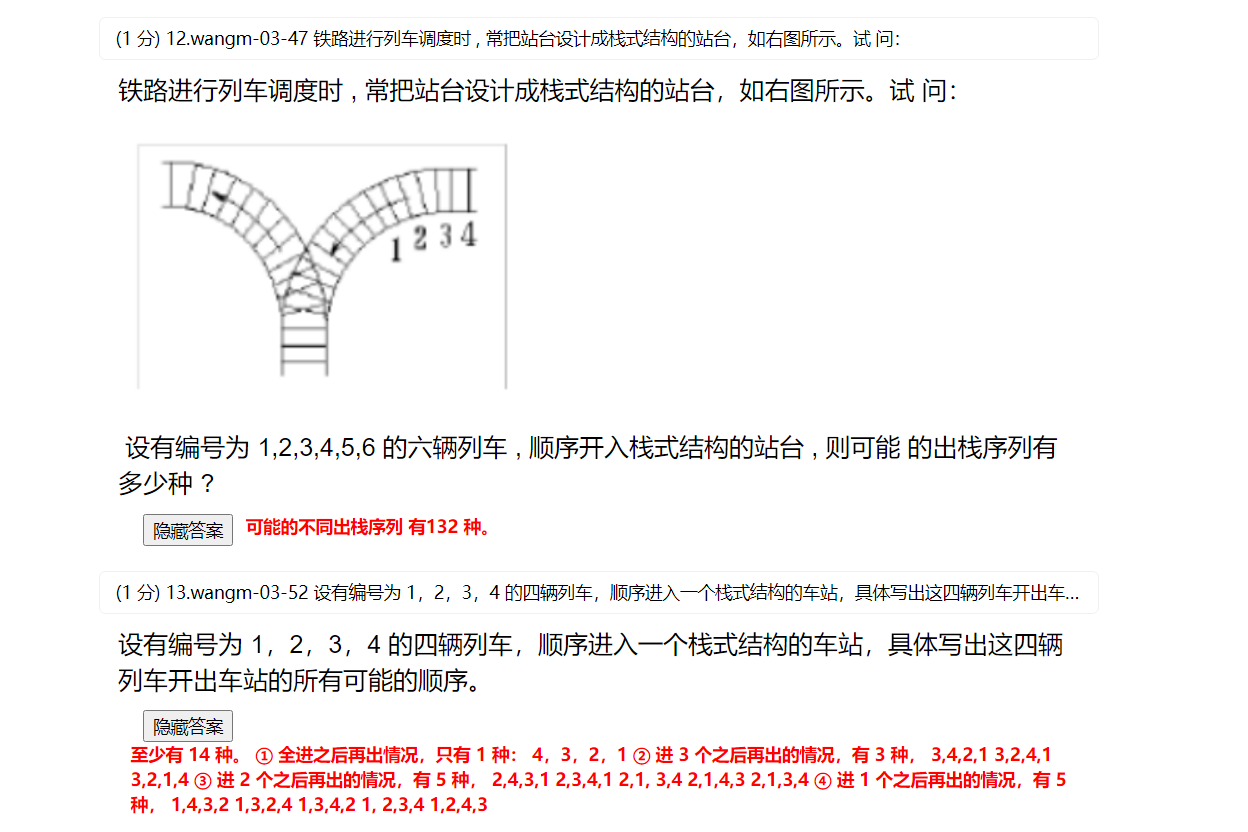 (1 分) 12.wangm-03-47 铁路进行列车调度时 , 常把站台设计成栈式结构的站台，如右图所示。试 问：
铁路进行列车调度时 , 常把站台设计成栈式结构的站台，如右图所示。试 问：
1 2 3 4
设有编号为 1,2,3,4,5,6 的六辆列车 , 顺序开入栈式结构的站台 , 则可能 的出栈序列有
多少种 ？
隐藏答案 可能的不同出栈序列 有132 种。
(1 分) 13.wangm-03-52 设有编号为 1，2，3，4 的四辆列车，顺序进入一个栈式结构的车站，具体写出这四辆列车开出车...
设有编号为 1，2，3，4 的四辆列车，顺序进入一个栈式结构的车站，具体写出这四辆
列车开出车站的所有可能的顺序。
隐藏答案
至少有 14 种。 ① 全进之后再出情况，只有 1 种： 4，3，2，1 ② 进 3 个之后再出的情况，有 3 种， 3,4,2,1 3,2,4,1
3,2,1,4 ③ 进 2 个之后再出的情况，有 5 种， 2,4,3,1 2,3,4,1 2,1, 3,4 2,1,4,3 2,1,3,4 ④ 进 1 个之后再出的情况，有 5
种， 1,4,3,2 1,3,2,4 1,3,4,2 1, 2,3,4 1,2,4,3